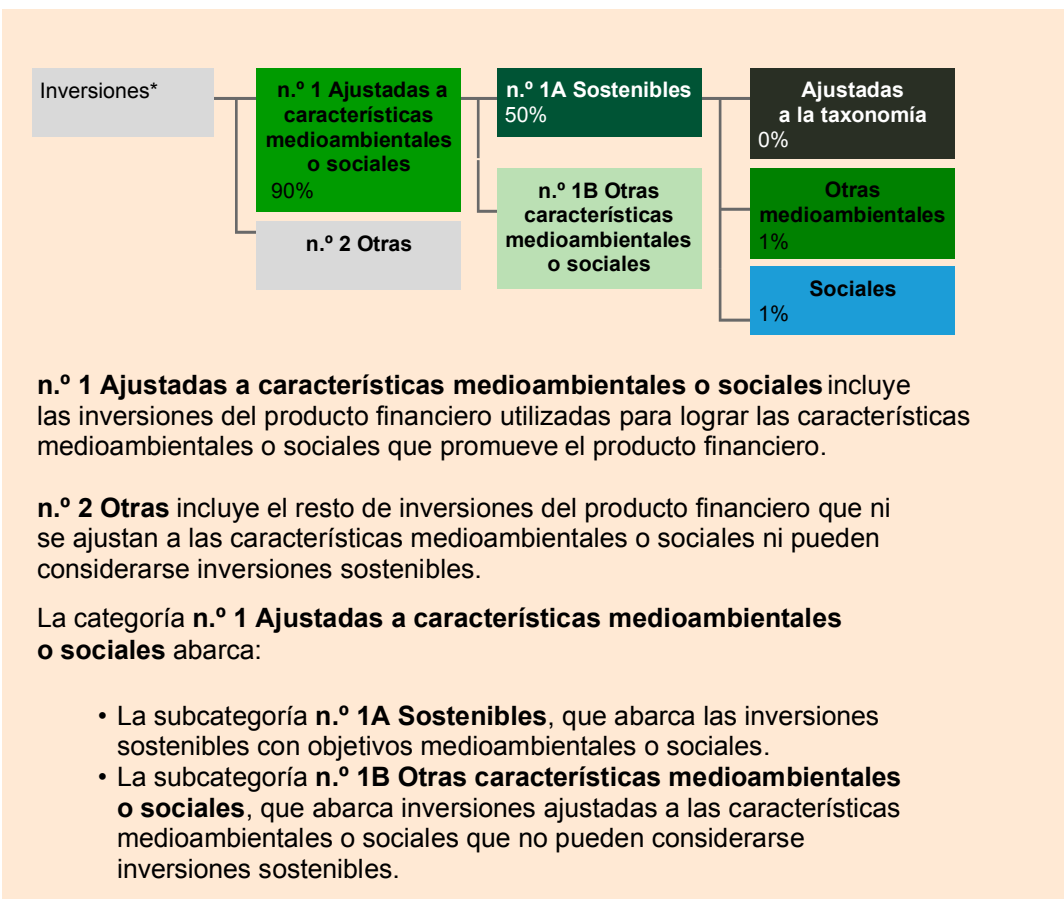 Inversiones*
n.º 1 Ajustadas a
características
medioambientales
o sociales
90%
n.º 2 Otras
n.º 1A Sostenibles
50%
n.º 1B Otras
características
medioambientales
o sociales
Ajustadas
a la taxonomía
0%
Otras
medioambientales
1%
Sociales
1%
n.º 1 Ajustadas a características medioambientales o sociales incluye
las inversiones del producto financiero utilizadas para lograr las características
medioambientales o sociales que promueve el producto financiero.
n.º 2 Otras incluye el resto de inversiones del producto financiero que ni
se ajustan a las características medioambientales o sociales ni pueden
considerarse inversiones sostenibles.
La categoría n.º 1 Ajustadas a características medioambientales
o sociales abarca:
• La subcategoría n.º 1A Sostenibles, que abarca las inversiones
sostenibles con objetivos medioambientales o sociales.
• La subcategoría n.º 1B Otras características medioambientales
o sociales, que abarca inversiones ajustadas a las características
medioambientales o sociales que no pueden considerarse
inversiones sostenibles.